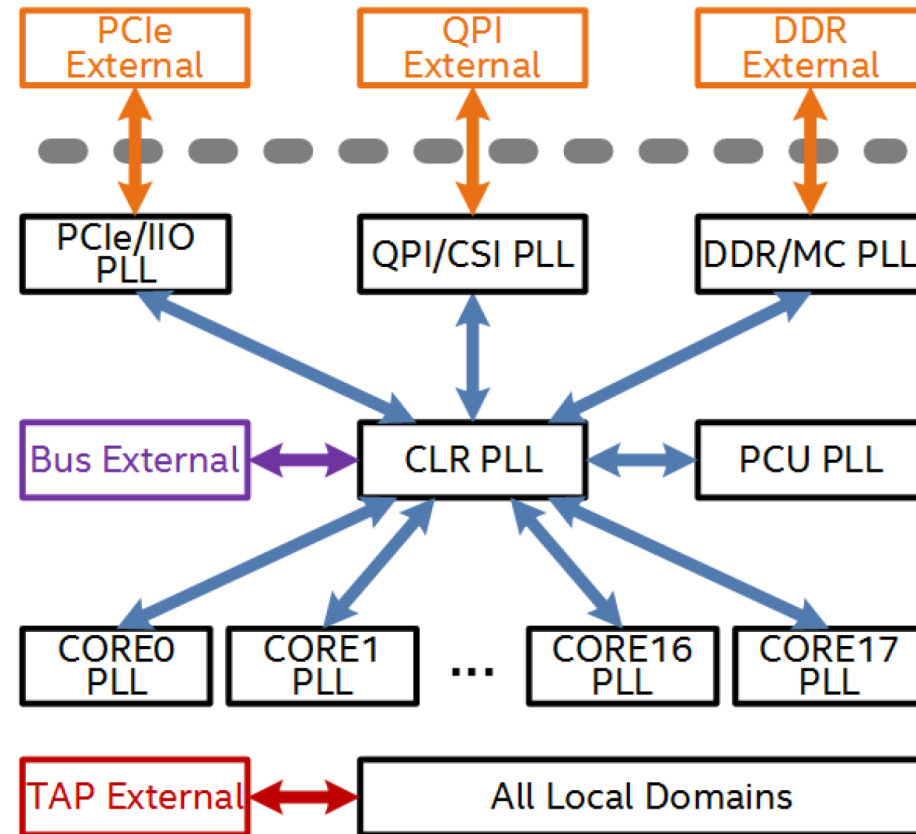 PCIe
External
QPI
External
DDR
External
PCIe/IIO
PLL
QPI/CSI PLL
DDR/MC PLL
Bus External
CLR PLL
PCU PLL
CORE0
PLL
CORE1
PLL
...
CORE16
PLL
CORE17
PLL
TAP External
All Local Domains